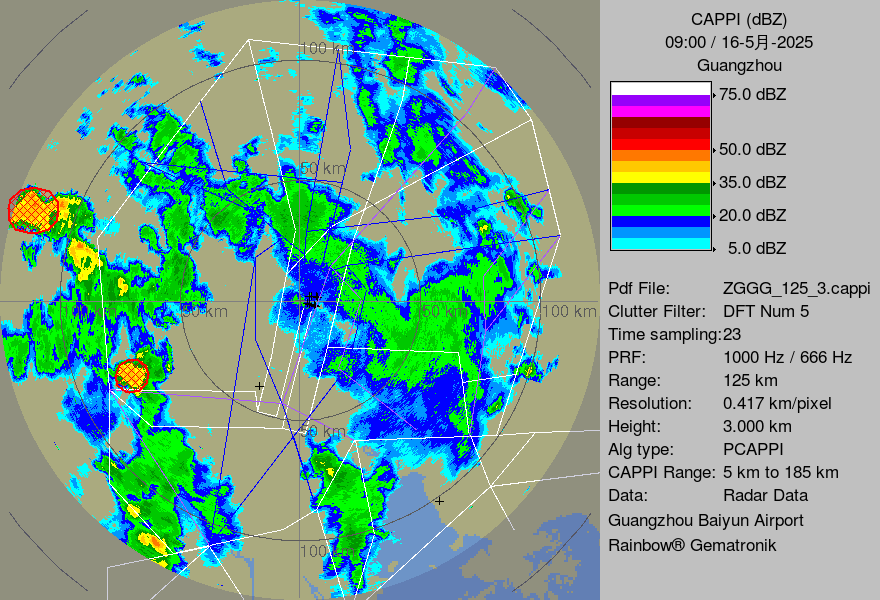 100 km
50 km
100 km
50 km
50 km
100 km
50 km
100 km
CAPPI (dBZ)
09:00 / 16-5月-2025
Guangzhou
75.0 dBZ
50.0 dBZ
35.0 dBZ
20.0 dBZ
5.0 dBZ
Pdf File: ZGGG_125_3.cappi
Clutter Filter: DFT Num 5
Time sampling:23
PRF: 1000 Hz / 666 Hz
Range: 125 km
Resolution: 0.417 km/pixel
Height: 3.000 km
Alg type: PCAPPI
CAPPI Range: 5 km to 185 km
Data: Radar Data
Guangzhou Baiyun Airport
Rainbow® Gematronik